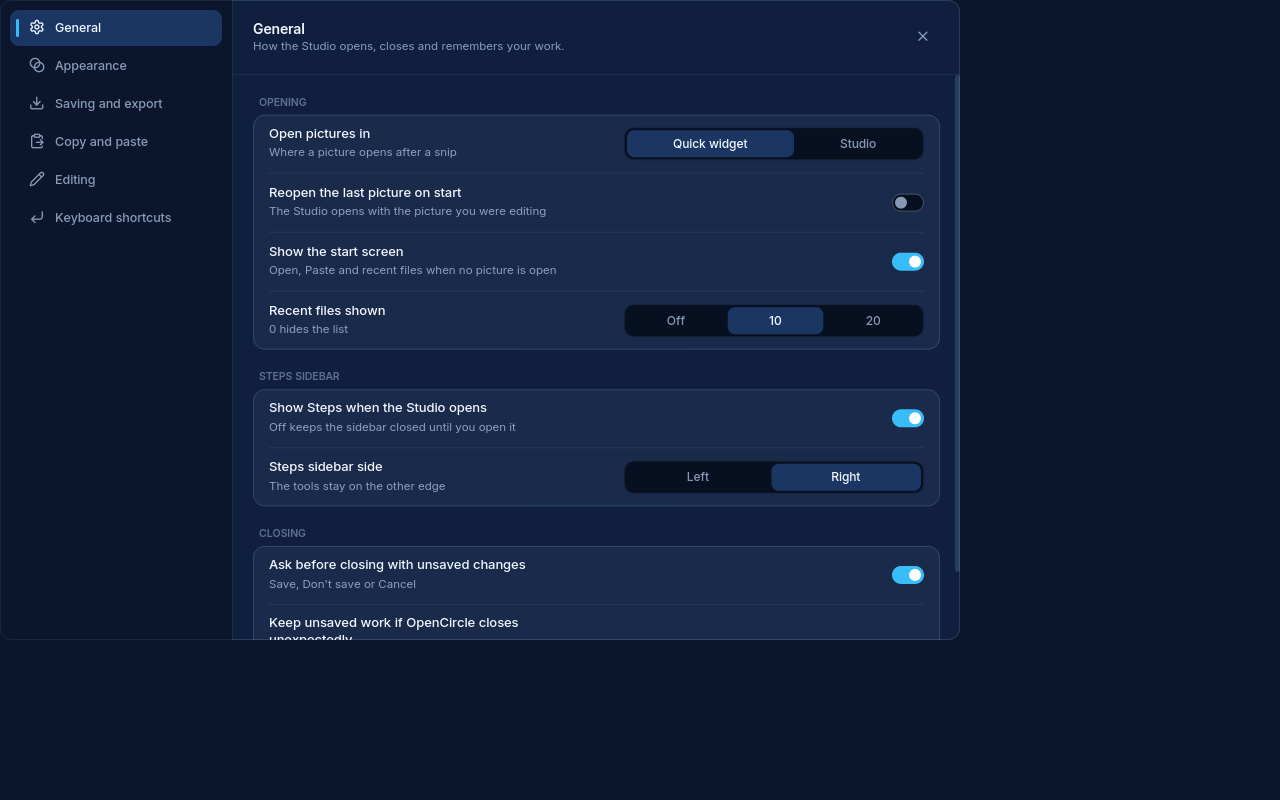 General
Appearance
Saving and export
Copy and paste
Editing
Keyboard shortcuts
General
How the Studio opens, closes and remembers your work.
OPENING
Open pictures in
Where a picture opens after a snip
Quick widget
Studio
Reopen the last picture on start
The Studio opens with the picture you were editing
Show the start screen
Open, Paste and recent files when no picture is open
Recent files shown
0 hides the list
Off
10
20
STEPS SIDEBAR
Show Steps when the Studio opens
Off keeps the sidebar closed until you open it
Steps sidebar side
The tools stay on the other edge
Left
Right
CLOSING
Ask before closing with unsaved changes
Save, Don't save or Cancel
Keep unsaved work if OpenCircle closes
unexpectedly